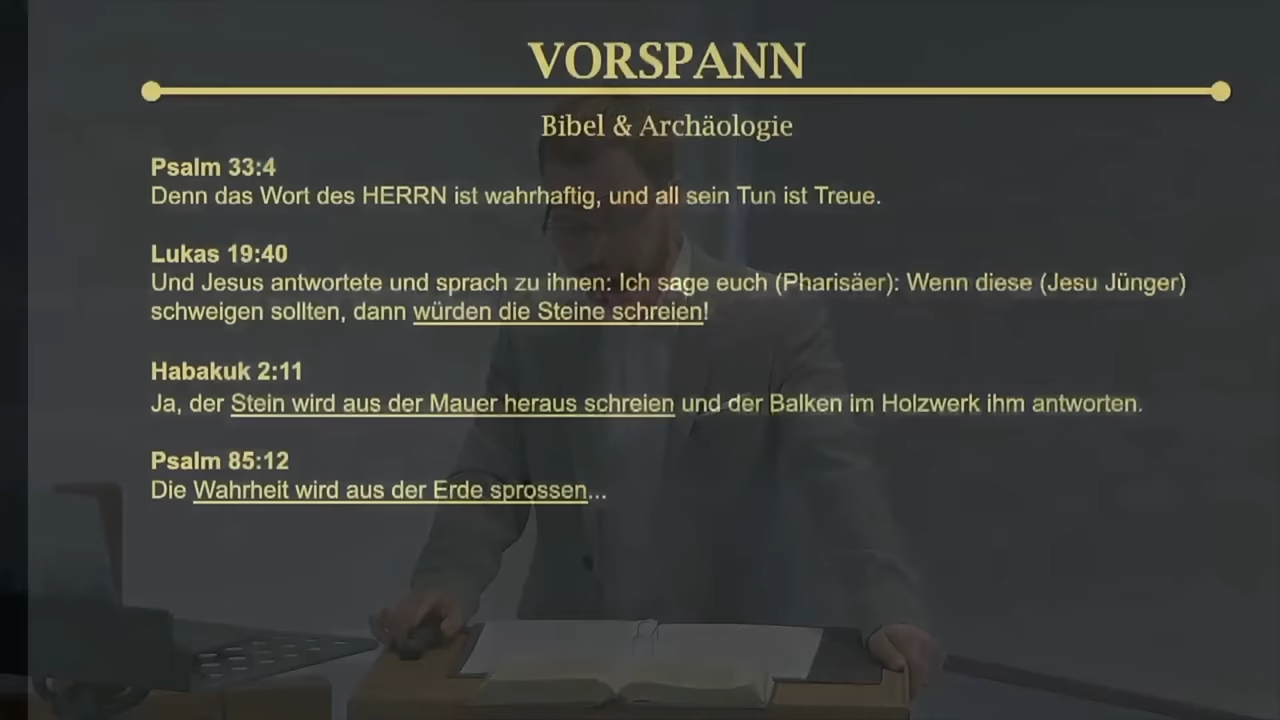 VORSPANN
Bibel & Archäologie
Psalm 33:4
Denn das Wort des HERRN ist wahrhaftig, und all sein Tun ist Treue.
Lukas 19:40
Und Jesus antwortete und sprach zu ihnen: Ich sage euch (Pharisäer): Wenn diese (Jesu Jünger)
schweigen sollten, dann würden die Steine schreien!
Habakuk 2:11
Ja, der Stein wird aus der Mauer heraus schreien und der Balken im Holzwerk ihm antworten.
Psalm 85:12
Die Wahrheit wird aus der Erde sprossen...